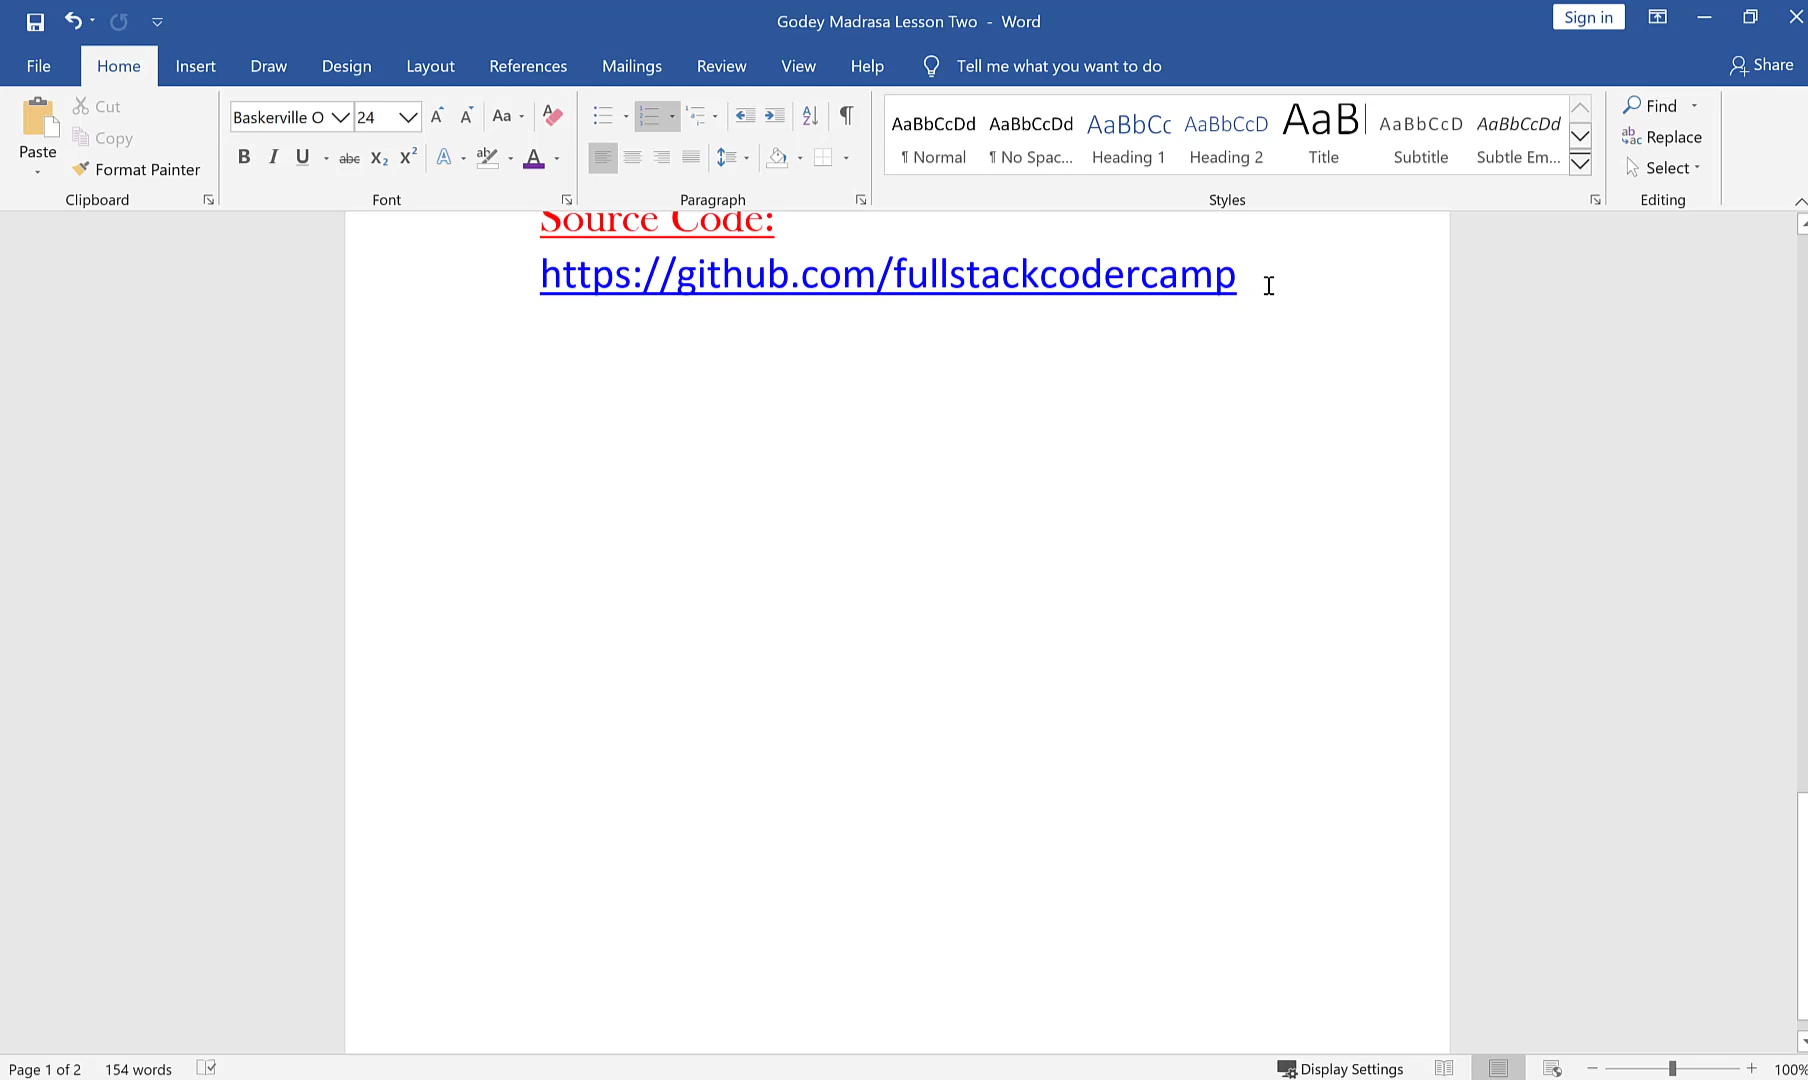 Godey Madrasa Lesson Two - Word
Sign in
File Home Insert Draw Design Layout References Mailings Review View Help Tell me what you want to do Share
Paste
Cut
Copy
Format Painter
Clipboard
Baskerville O 24
Aa
B I U abc X₂ X² A ab A
Font
Paragraph
AaBbCcDd AaBbCcDd AaBbCc AaBbCcD AaB AaBbCcD AaBbCcDd
¶ Normal ¶ No Spac... Heading 1 Heading 2 Title Subtitle Subtle Em...
Styles
Find
Replace
Select
Editing
Source Code:
https://github.com/fullstackcodercamp
Page 1 of 2 154 words Display Settings 100%